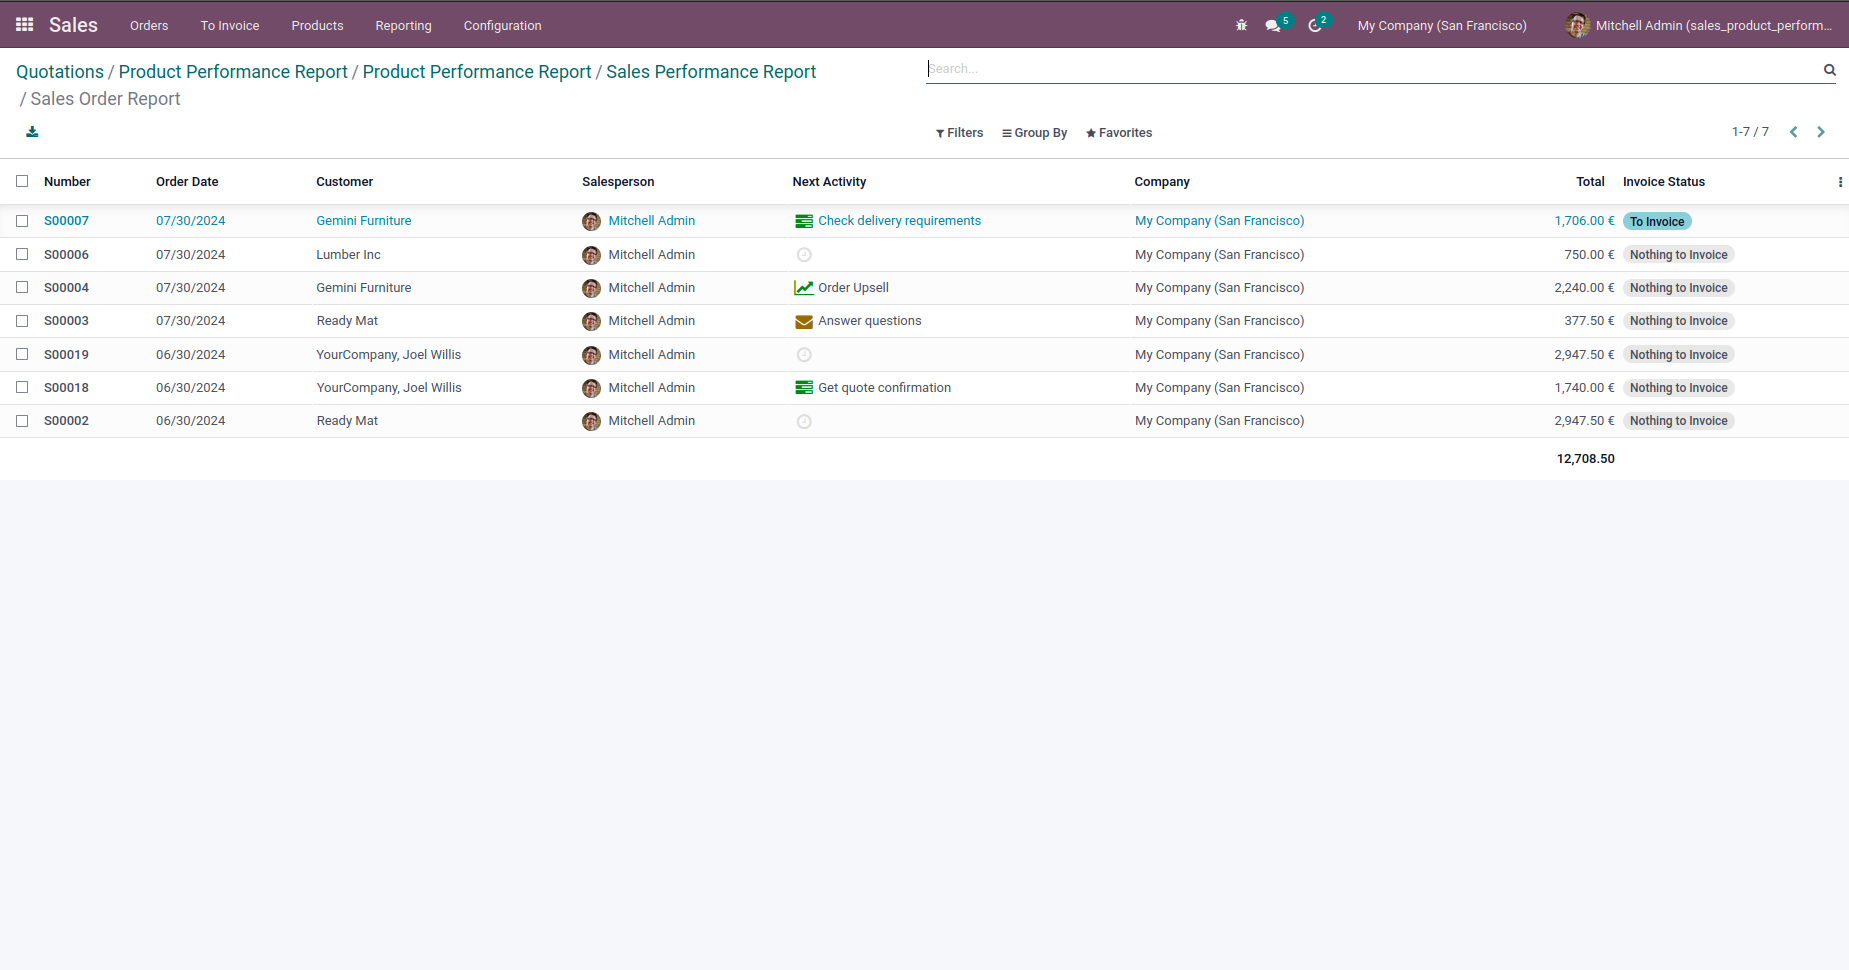 Sales Orders To Invoice Products Reporting Configuration 5 2 My Company (San Francisco) Mitchell Admin (sales_product_perform...
Quotations / Product Performance Report / Product Performance Report / Sales Performance Report
/ Sales Order Report
Search...
Filters Group By Favorites 1-7 / 7
Number Order Date Customer Salesperson Next Activity Company Total Invoice Status
S00007 07/30/2024 Gemini Furniture Mitchell Admin Check delivery requirements My Company (San Francisco) 1,706.00 € To Invoice
S00006 07/30/2024 Lumber Inc Mitchell Admin My Company (San Francisco) 750.00 € Nothing to Invoice
S00004 07/30/2024 Gemini Furniture Mitchell Admin Order Upsell My Company (San Francisco) 2,240.00 € Nothing to Invoice
S00003 07/30/2024 Ready Mat Mitchell Admin Answer questions My Company (San Francisco) 377.50 € Nothing to Invoice
S00019 06/30/2024 YourCompany, Joel Willis Mitchell Admin My Company (San Francisco) 2,947.50 € Nothing to Invoice
S00018 06/30/2024 YourCompany, Joel Willis Mitchell Admin Get quote confirmation My Company (San Francisco) 1,740.00 € Nothing to Invoice
S00002 06/30/2024 Ready Mat Mitchell Admin My Company (San Francisco) 2,947.50 € Nothing to Invoice
12,708.50